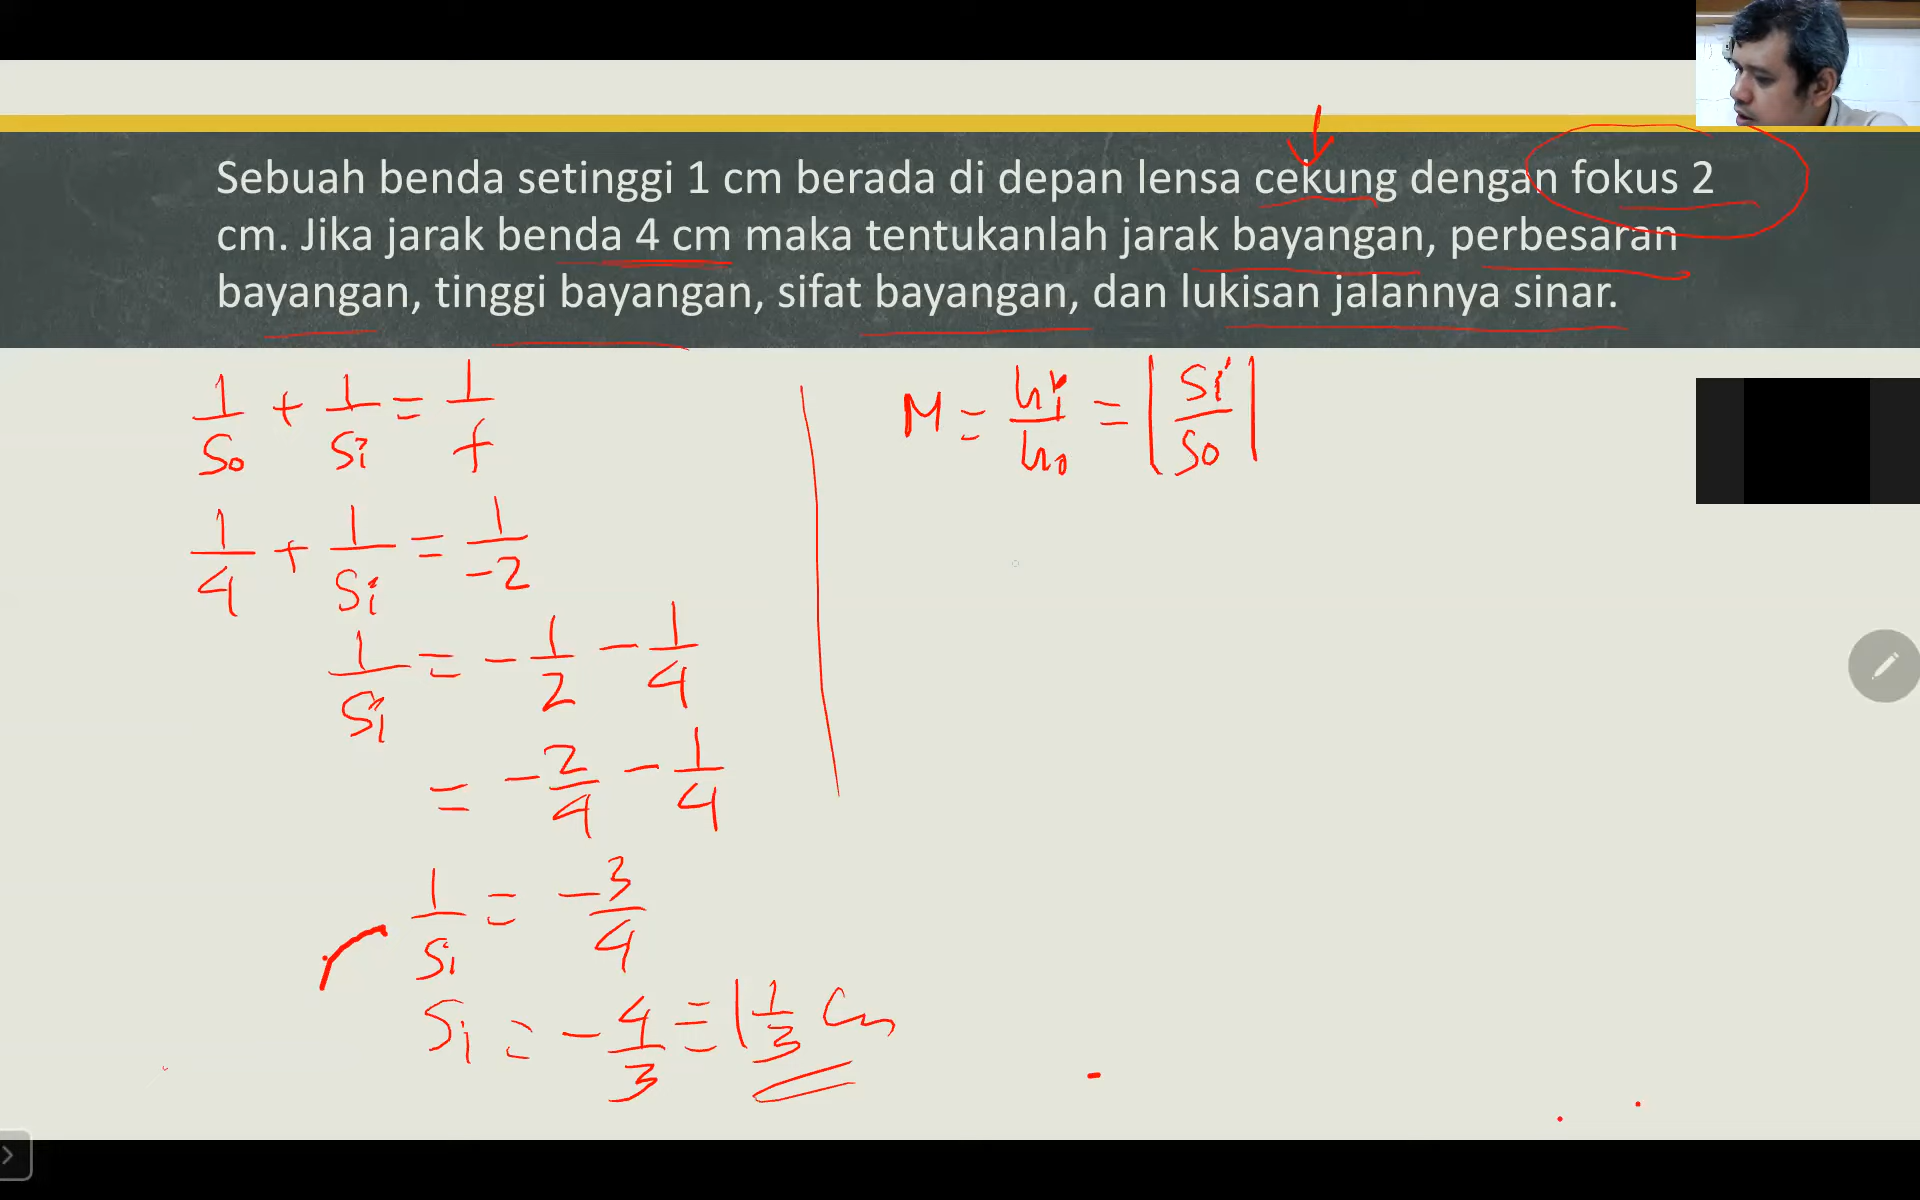 Sebuah benda setinggi 1 cm berada di depan lensa cekung dengan fokus 2
cm. Jika jarak benda 4 cm maka tentukanlah jarak bayangan, perbesaran
bayangan, tinggi bayangan, sifat bayangan, dan lukisan jalannya sinar.
1/So + 1/Si = 1/f
1/4 + 1/Si = 1/-2
1/Si = - 1/2 - 1/4
= - 2/4 - 1/4
1/Si = -3/4
Si = - 4/3 = 1 1/3 cm
M = hi/ho = |Si/So|